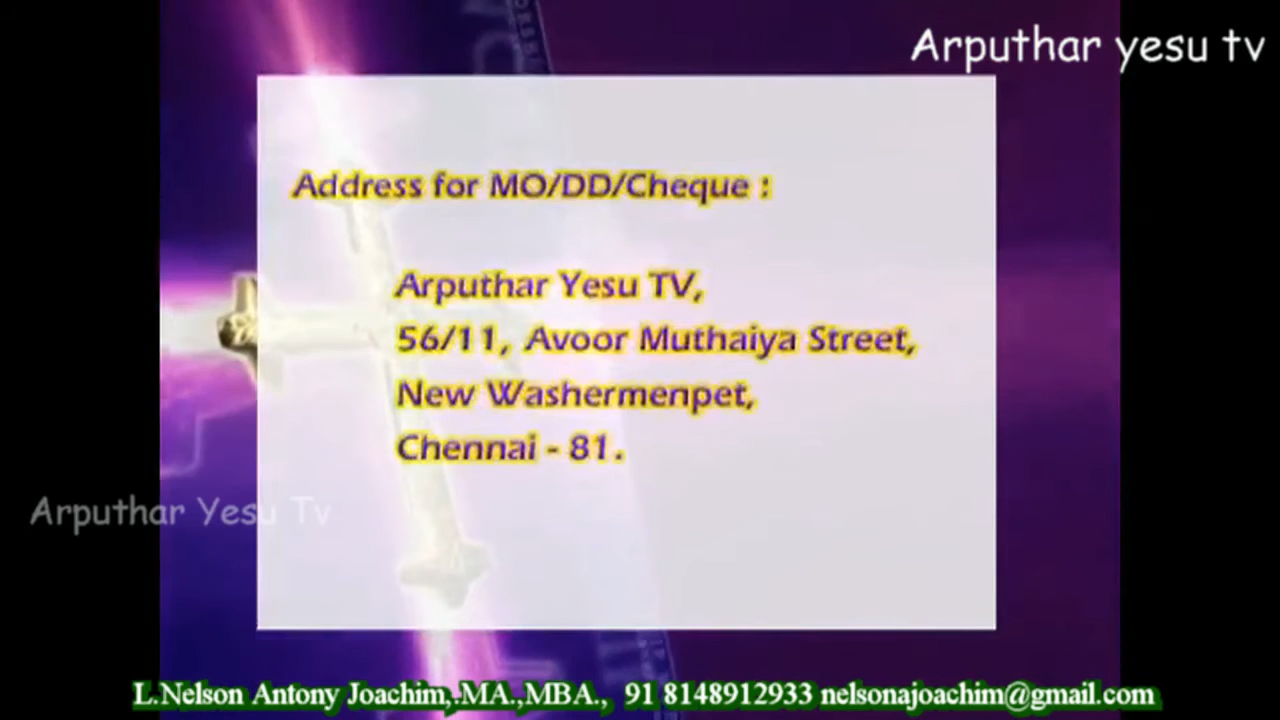 Arputhar yesu tv
Address for MO/DD/Cheque :
Arputhar Yesu TV,
56/11, Avoor Muthaiya Street,
New Washermenpet,
Chennai - 81.
Arputhar Yesu Tv
L.Nelson Antony Joachim,.MA.,MBA., 91 8148912933 nelsonajoachim@gmail.com